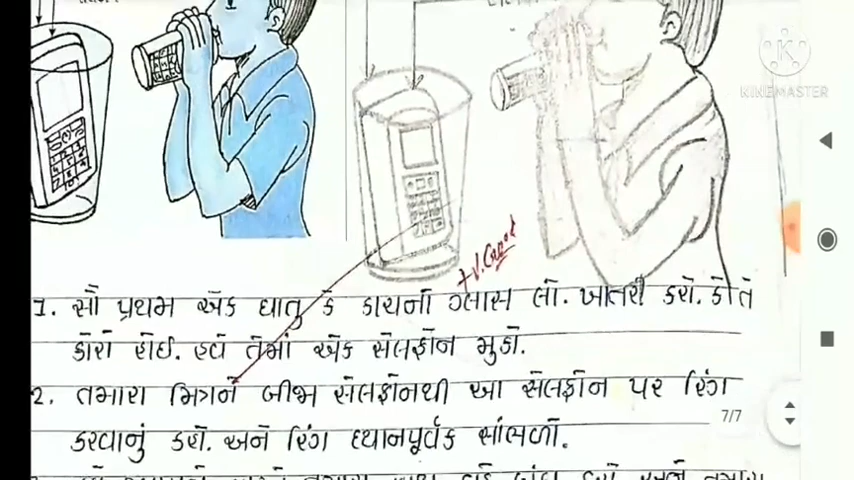 KINEMASTER
+ V. Good
1. સૌ પ્રથમ એક ધાતુ કે કાચનો ગ્લાસ લો. ખાતરી કરો. કે તે
કોરો હોઈ. હવે તેમાં એક સેલફોન મુકો.
2. તમારા મિત્રને બીજા સેલફોનથી આ સેલફોન પર રિંગ
7/7
કરવાનું કહો. અને રિંગ ધ્યાનપૂર્વક સાંભળો.